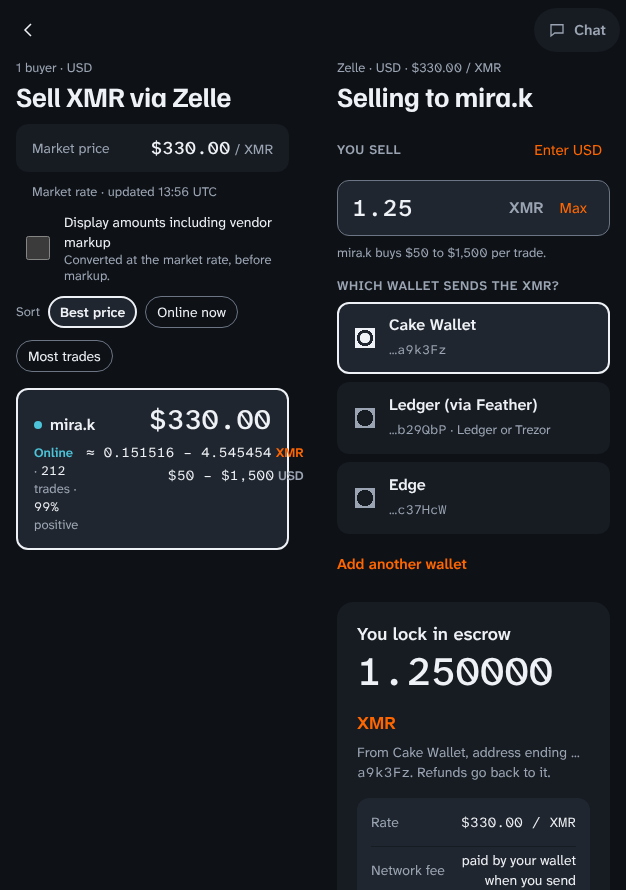 Chat
1 buyer · USD
Sell XMR via Zelle
Market price $330.00 / XMR
Market rate · updated 13:56 UTC
Display amounts including vendor
markup
Converted at the market rate, before
markup.
Sort Best price Online now
Most trades
mira.k $330.00
Online ≈ 0.151516 – 4.545454 XMR
· 212 $50 – $1,500 USD
trades ·
99%
positive
Zelle · USD · $330.00 / XMR
Selling to mira.k
YOU SELL Enter USD
1.25 XMR Max
mira.k buys $50 to $1,500 per trade.
WHICH WALLET SENDS THE XMR?
Cake Wallet
…a9k3Fz
Ledger (via Feather)
…b29QbP · Ledger or Trezor
Edge
…c37HcW
Add another wallet
You lock in escrow
1.250000
XMR
From Cake Wallet, address ending …
a9k3Fz. Refunds go back to it.
Rate $330.00 / XMR
Network fee paid by your wallet
when you send